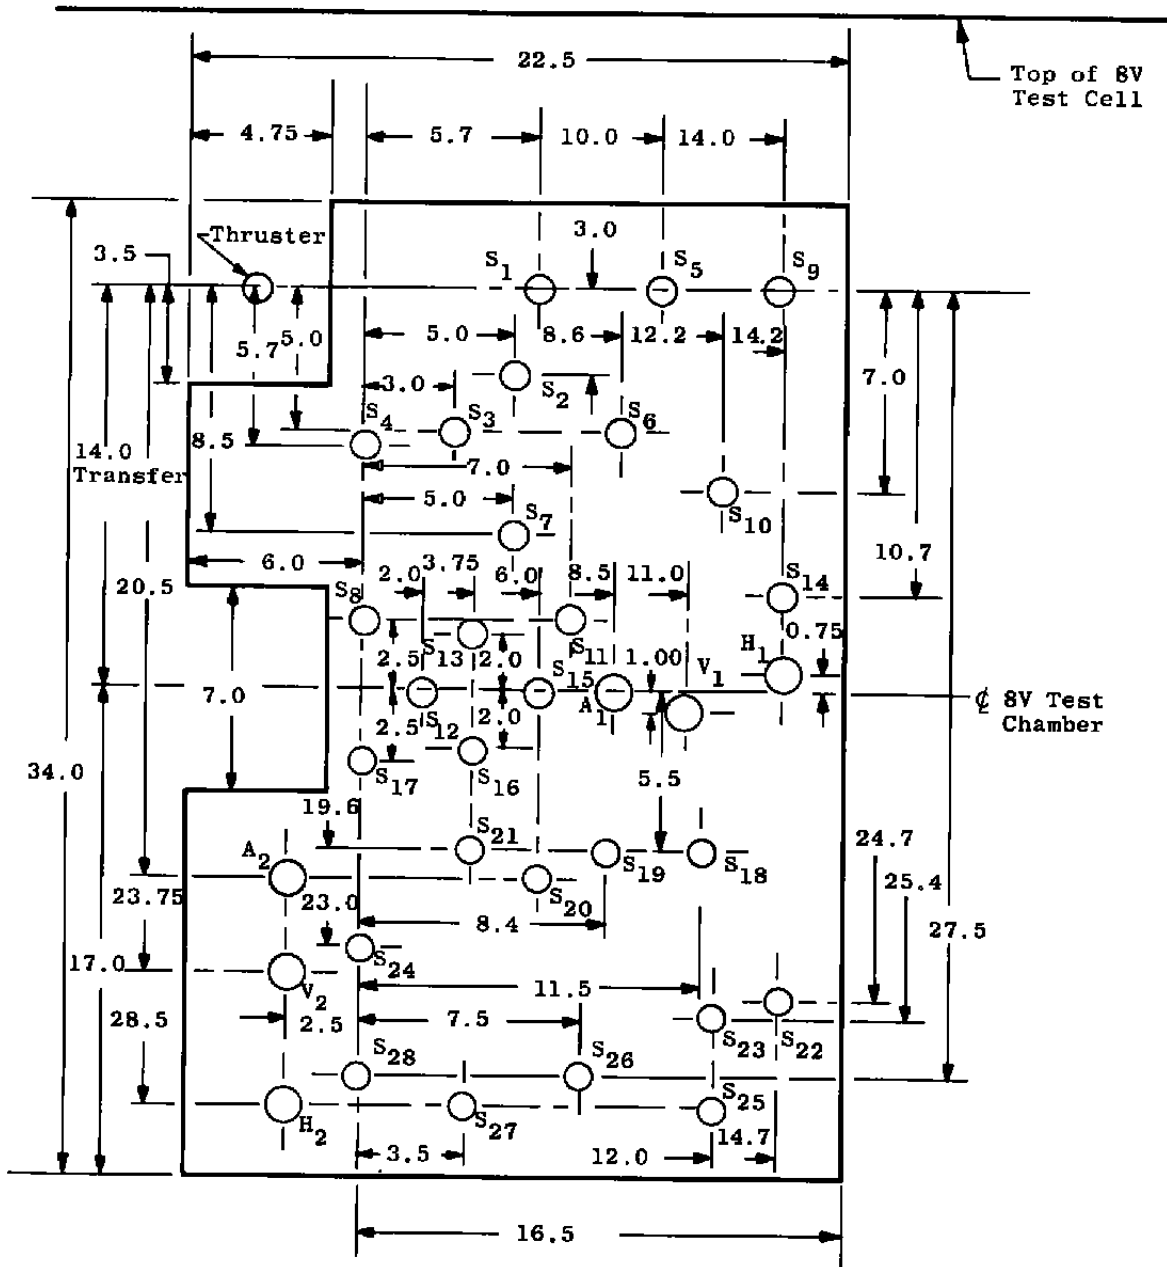 22.5
Top of 8V
Test Cell
4.75
5.7
10.0
14.0
Thruster
3.0
3.5
S1
S5
S9
5.7
5.0
5.0
8.6
12.2
14.2
7.0
3.0
S2
S4
S3
S6
14.0
Transfer
8.5
7.0
5.0
S10
S7
10.7
6.0
3.75
20.5
2.0
6.0
8.5
11.0
S14
S8
0.75
S13
S11
2.5
2.0
1.00
H1
S15
V1
7.0
A1
₵ 8V Test
Chamber
S12
2.0
2.5
34.0
S17
S16
5.5
19.6
S21
24.7
A2
S19
S18
23.75
23.0
S20
25.4
8.4
27.5
17.0
S24
V2
11.5
28.5
2.5
7.5
S23
S22
S28
S26
S25
H2
S27
14.7
3.5
12.0
16.5